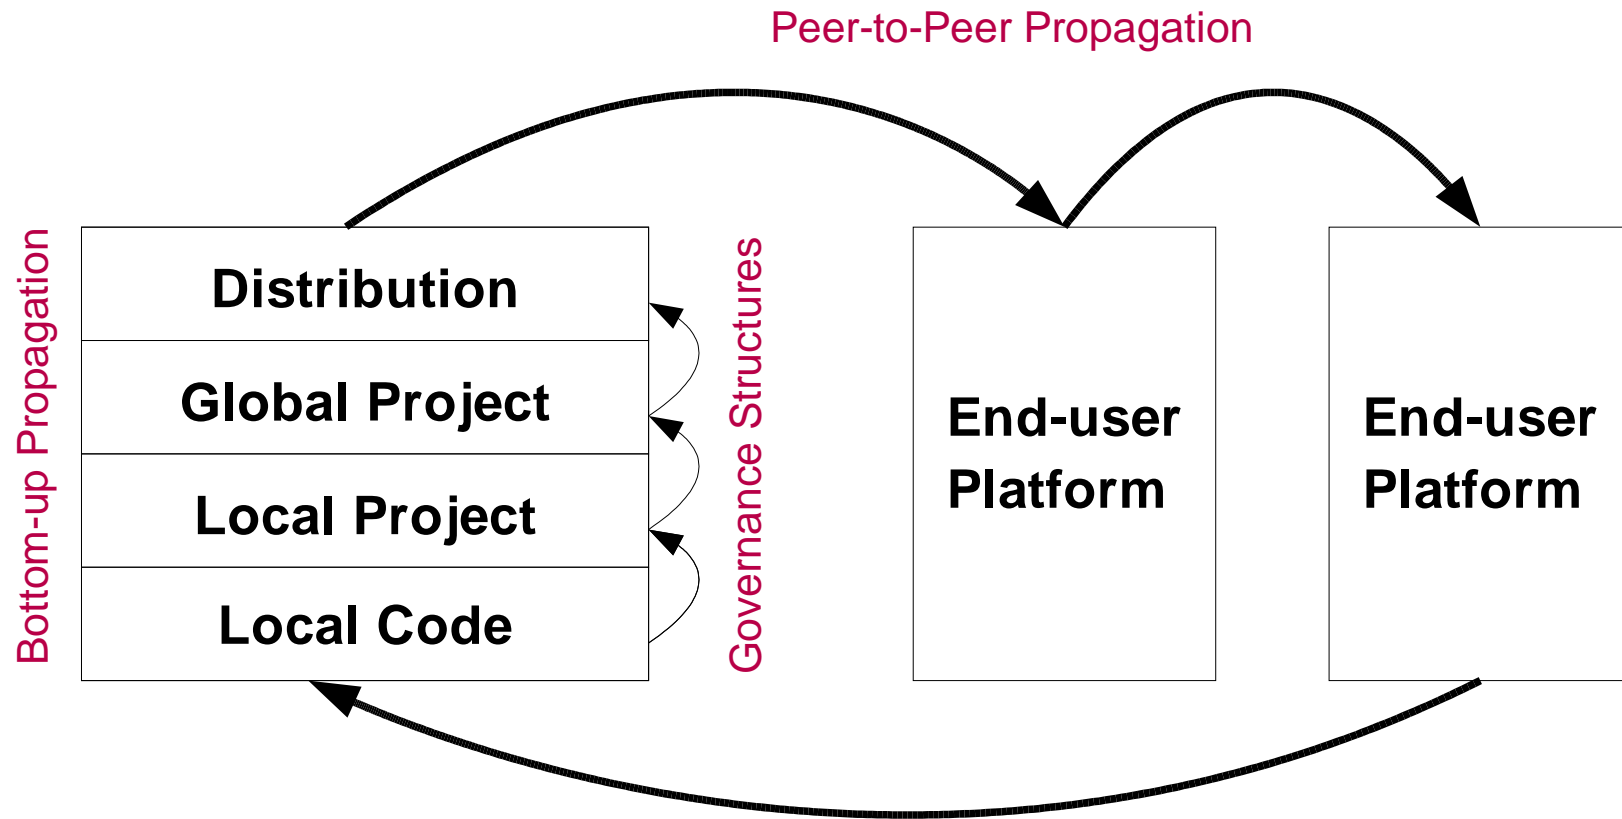 Peer-to-Peer Propagation
Bottom-up Propagation
Distribution
Global Project
Local Project
Local Code
Governance Structures
End-user
Platform
End-user
Platform